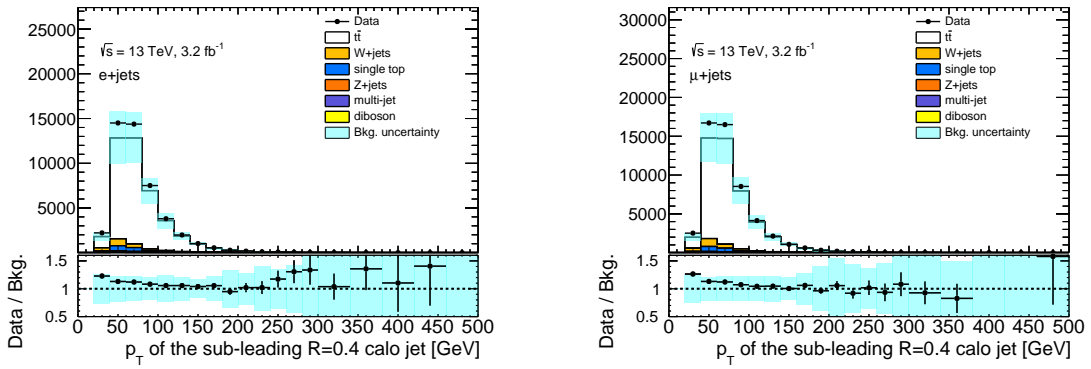 25000
20000
15000
10000
5000
√s = 13 TeV, 3.2 fb⁻¹
e+jets
Data
tt̄
W+jets
single top
Z+jets
multi-jet
diboson
Bkg. uncertainty
Data / Bkg.
1.5
1
0.5
0 50 100 150 200 250 300 350 400 450 500
p_T of the sub-leading R=0.4 calo jet [GeV]
30000
25000
20000
15000
10000
5000
√s = 13 TeV, 3.2 fb⁻¹
μ+jets
Data
tt̄
W+jets
single top
Z+jets
multi-jet
diboson
Bkg. uncertainty
Data / Bkg.
1.5
1
0.5
0 50 100 150 200 250 300 350 400 450 500
p_T of the sub-leading R=0.4 calo jet [GeV]